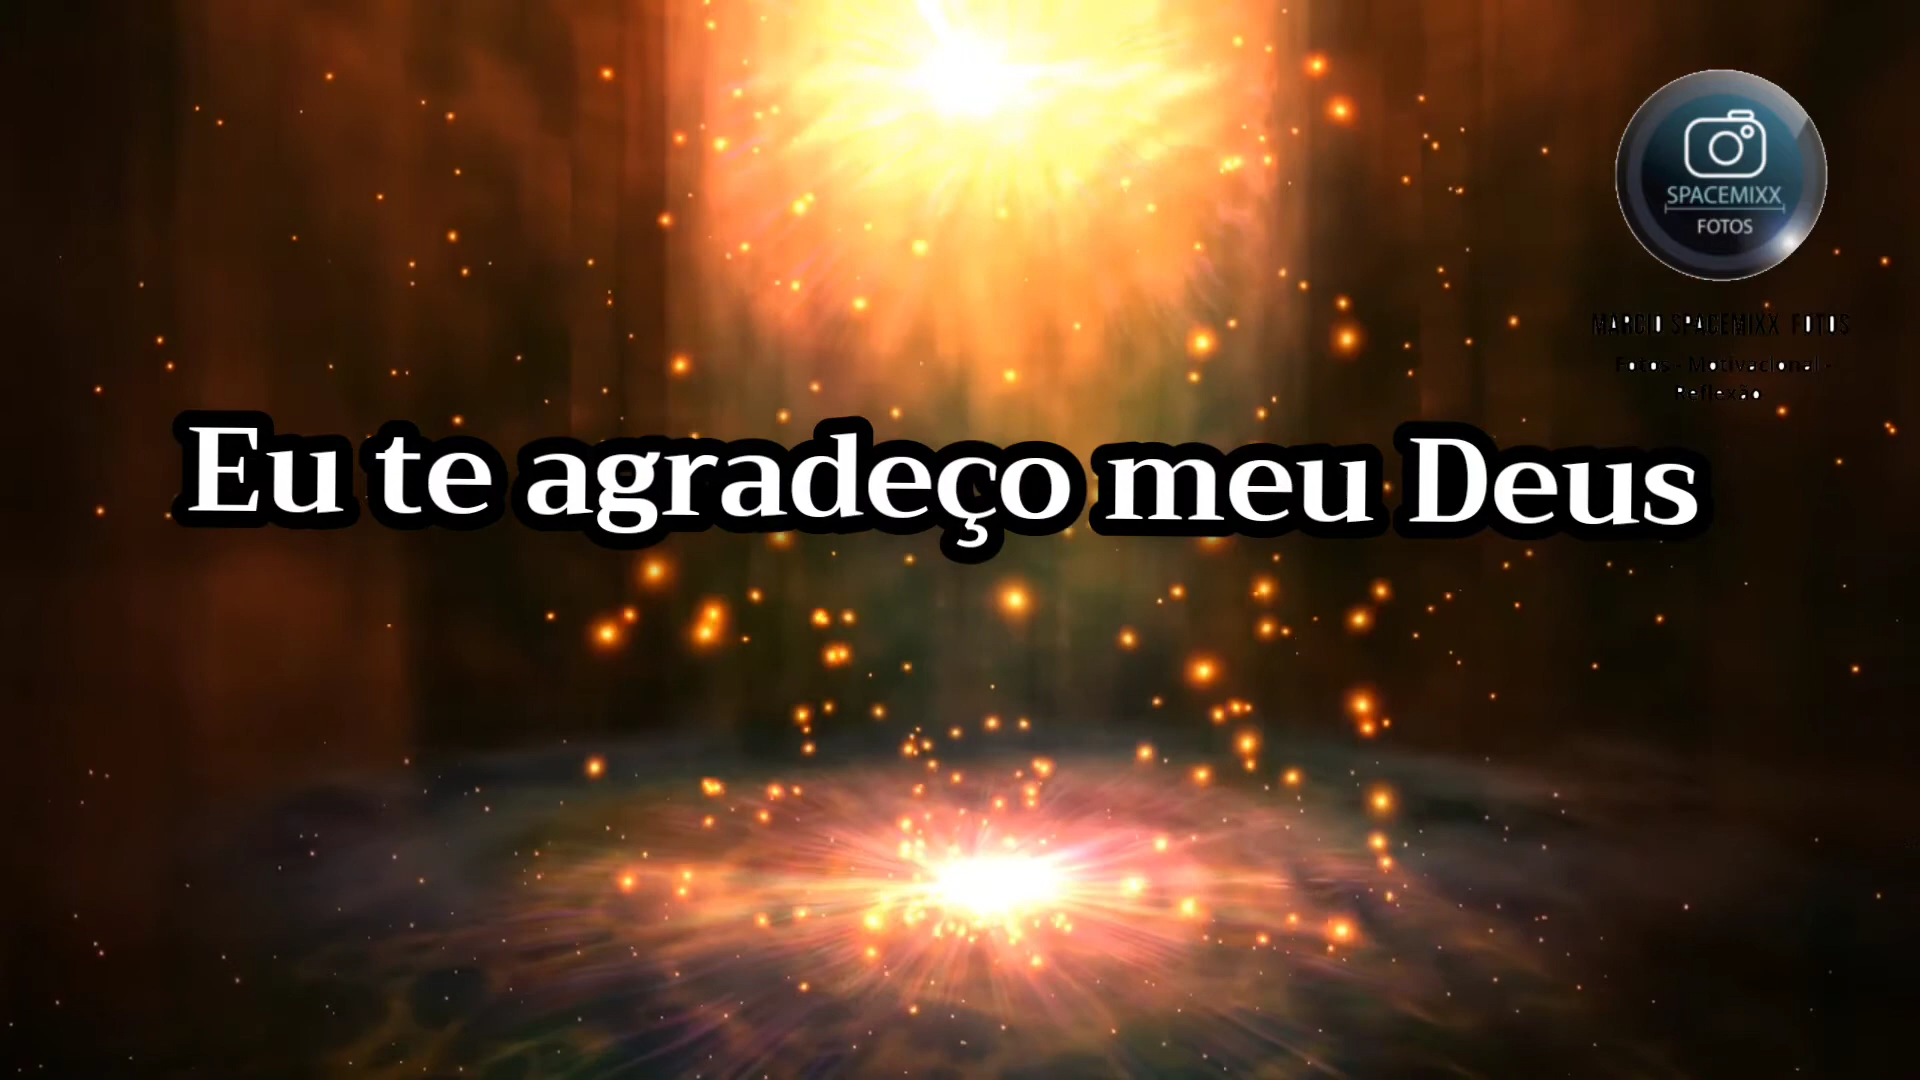 SPACEMIXX
FOTOS
MARCIO SPACEMIXX FOTOS
Fotos - Motivacional -
Reflexão
Eu te agradeço meu Deus